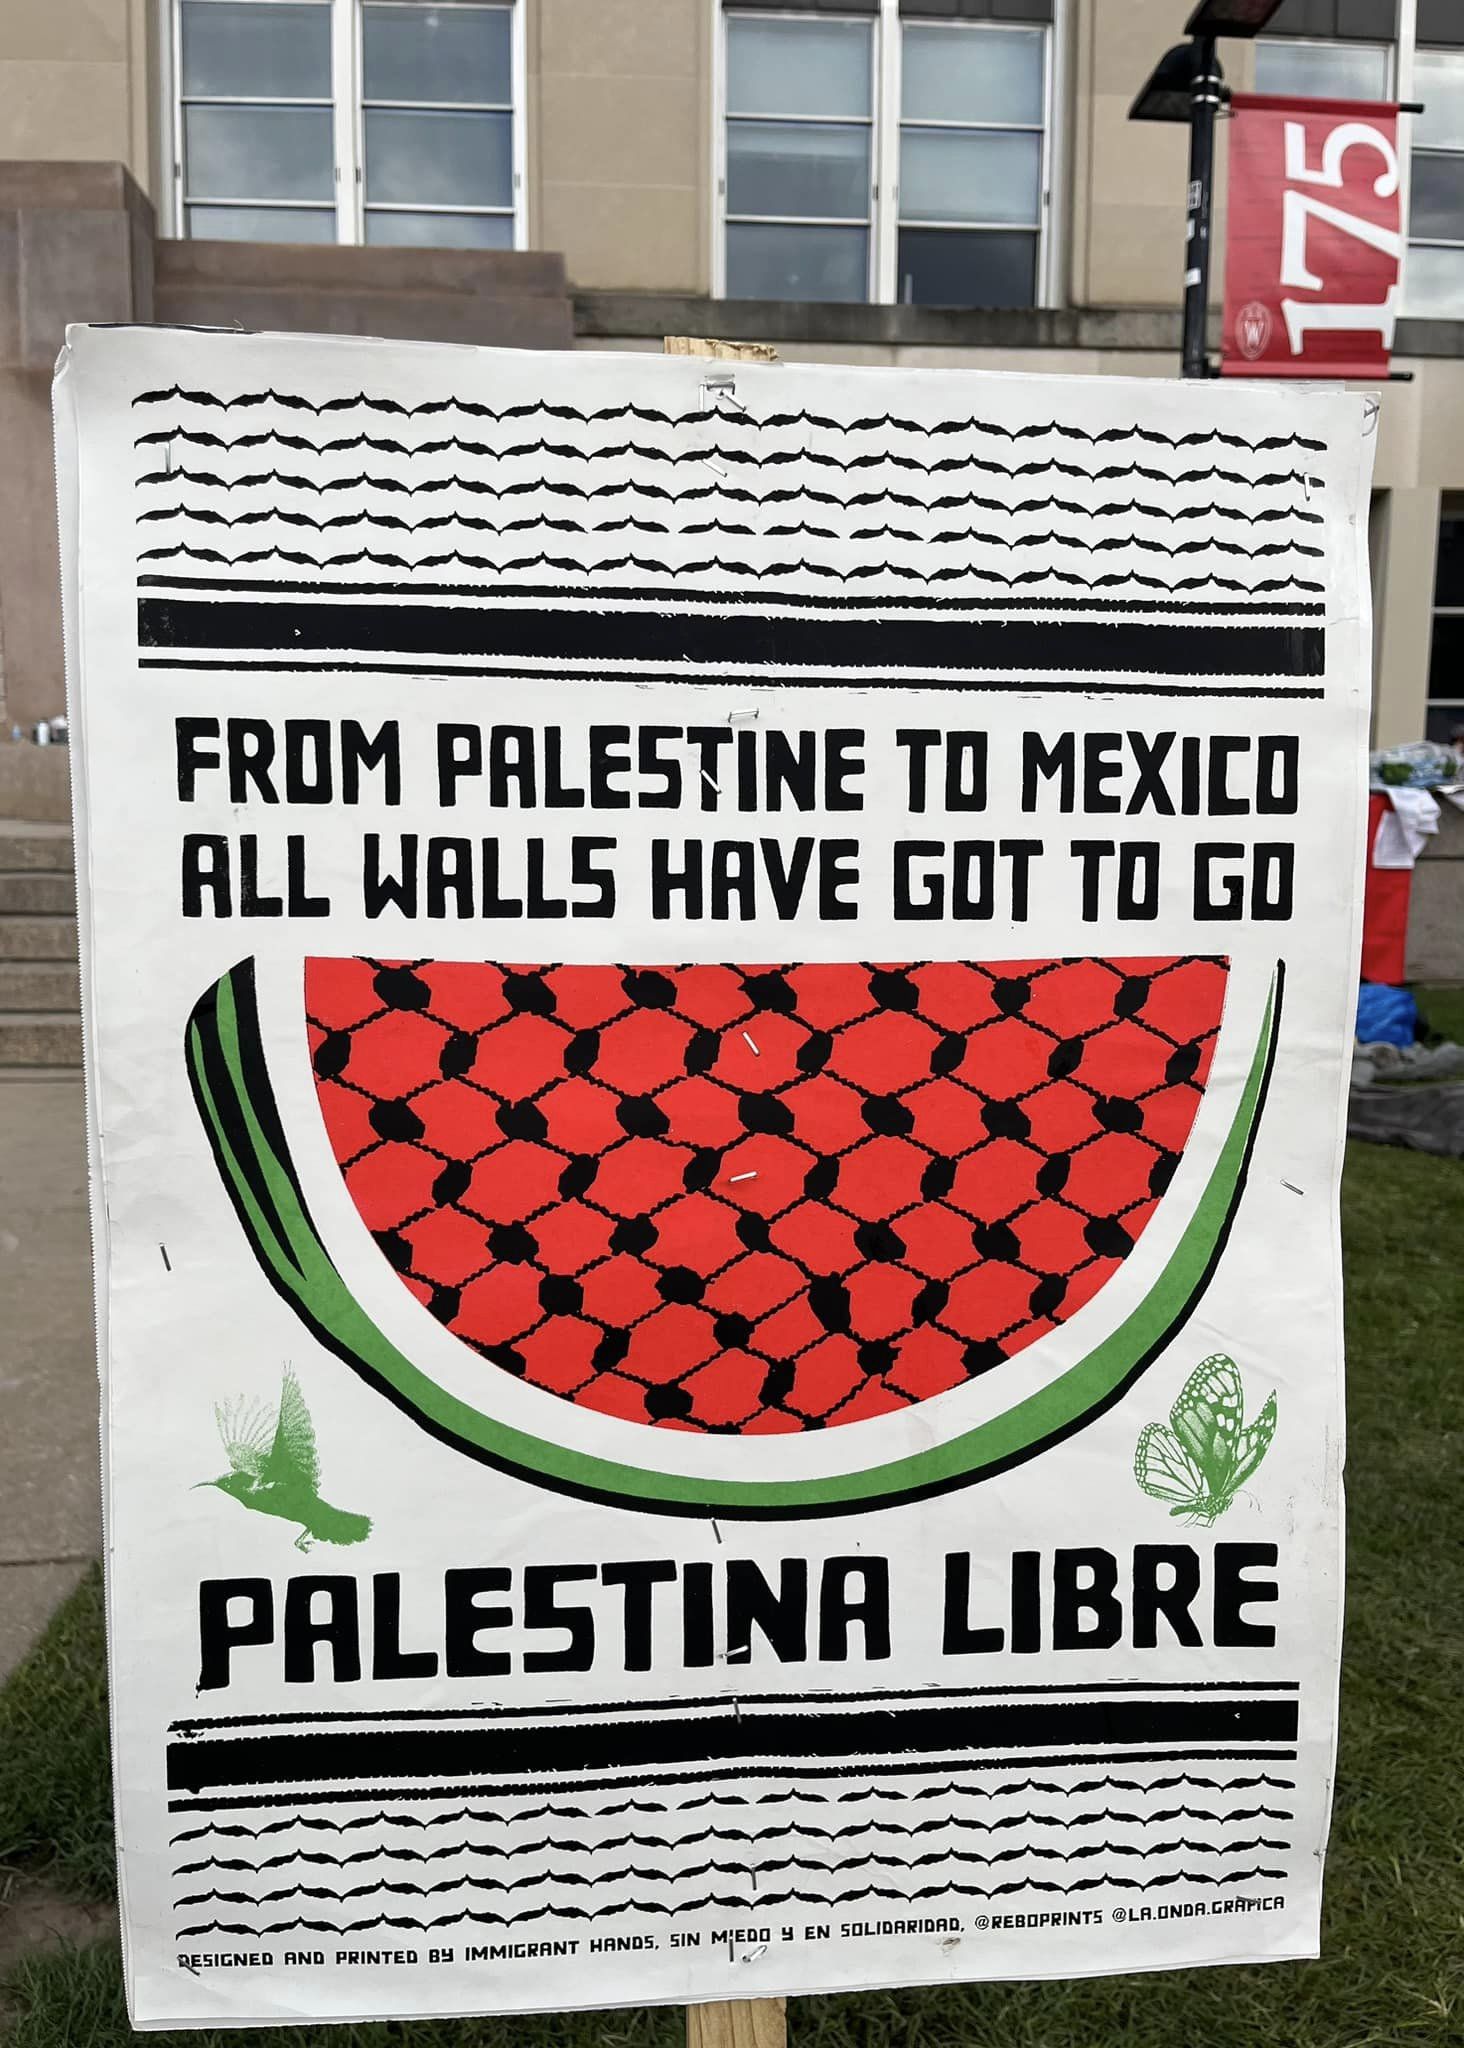 175
W
FROM PALESTINE TO MEXICO
ALL WALLS HAVE GOT TO GO
PALESTINA LIBRE
DESIGNED AND PRINTED BY IMMIGRANT HANDS, SIN MIEDO Y EN SOLIDARIDAD, @REBOPRINTS @LA.ONDA.GRAFICA